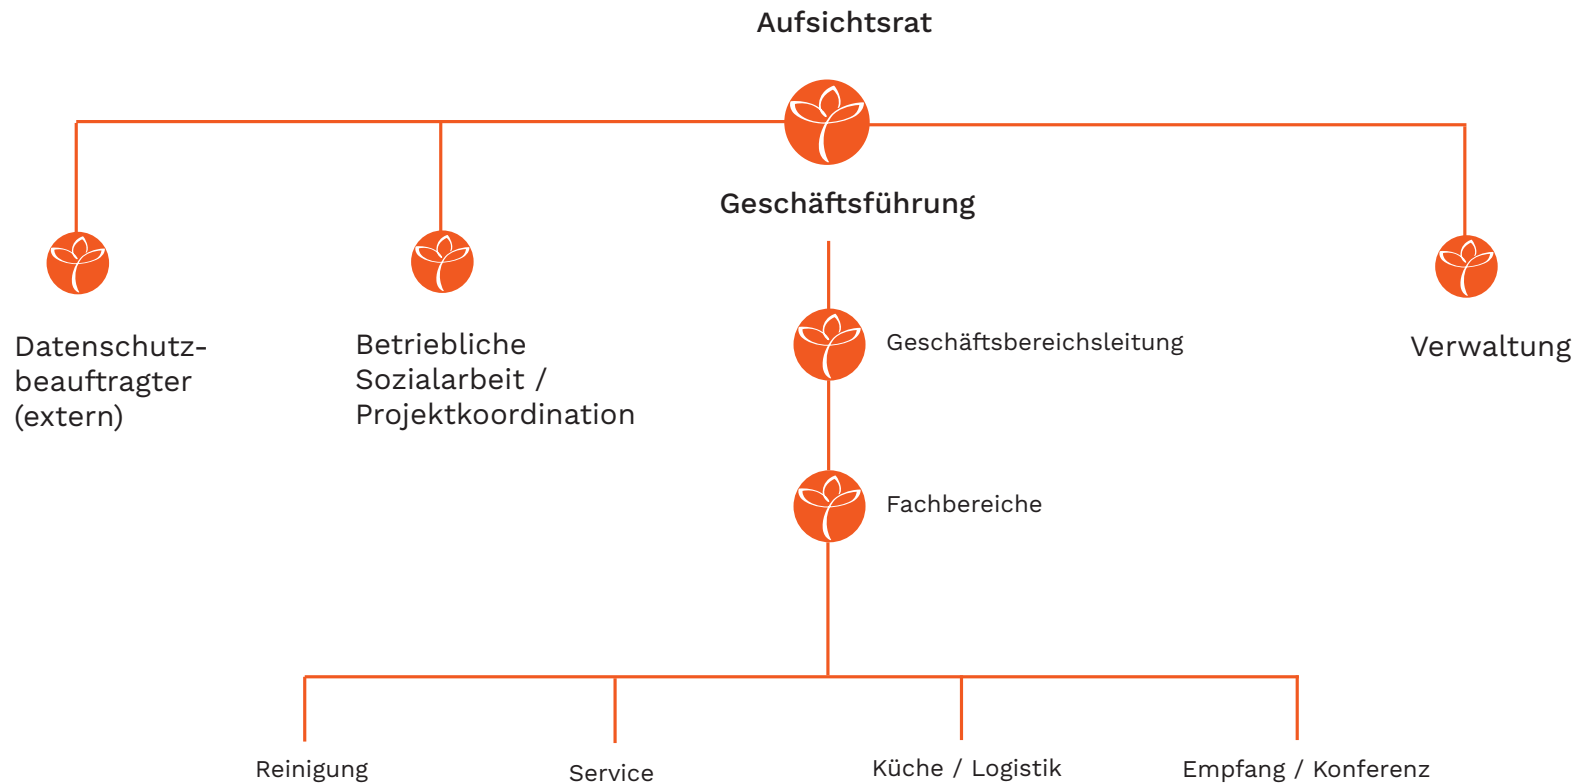 Aufsichtsrat
Geschäftsführung
Datenschutz-
beauftragter
(extern)
Betriebliche
Sozialarbeit /
Projektkoordination
Geschäftsbereichsleitung
Verwaltung
Fachbereiche
Reinigung
Service
Küche / Logistik
Empfang / Konferenz